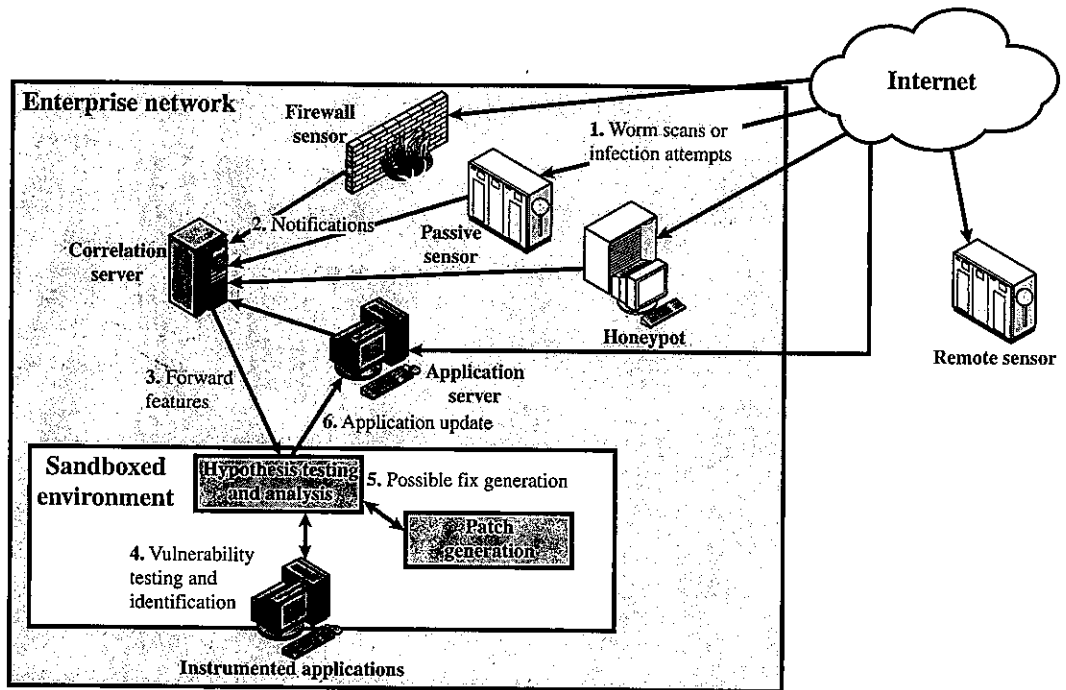 Internet
Enterprise network
Firewall
sensor
1. Worm scans or
infection attempts
2. Notifications
Passive
sensor
Correlation
server
Honeypot
Remote sensor
Application
server
3. Forward
features
6. Application update
Sandboxed
environment
Hypothesis testing
and analysis
5. Possible fix generation
Patch
generation
4. Vulnerability
testing and
identification
Instrumented applications